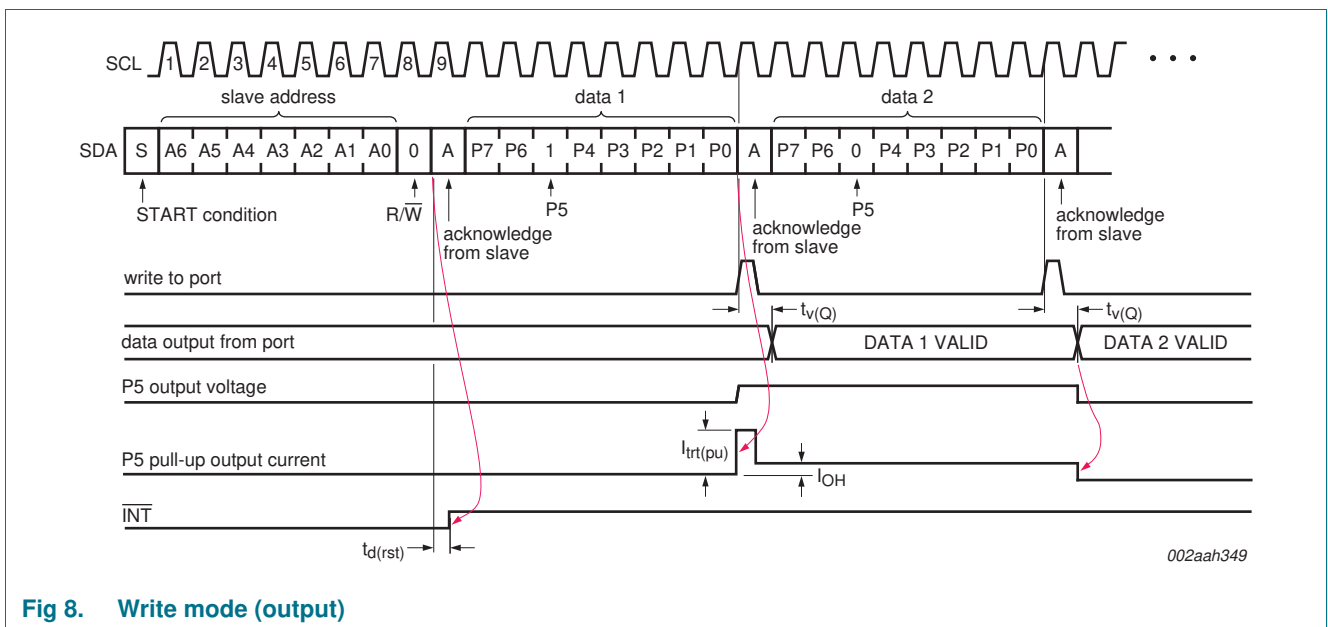 SCL 1 2 3 4 5 6 7 8 9
slave address data 1 data 2
SDA S A6 A5 A4 A3 A2 A1 A0 0 A P7 P6 1 P4 P3 P2 P1 P0 A P7 P6 0 P4 P3 P2 P1 P0 A
START condition R/W̅ P5 P5
acknowledge from slave
acknowledge from slave
acknowledge from slave
write to port
tv(Q) tv(Q)
data output from port DATA 1 VALID DATA 2 VALID
P5 output voltage
Itrt(pu)
P5 pull-up output current
IOH
I̅N̅T̅
td(rst)
002aah349
Fig 8. Write mode (output)